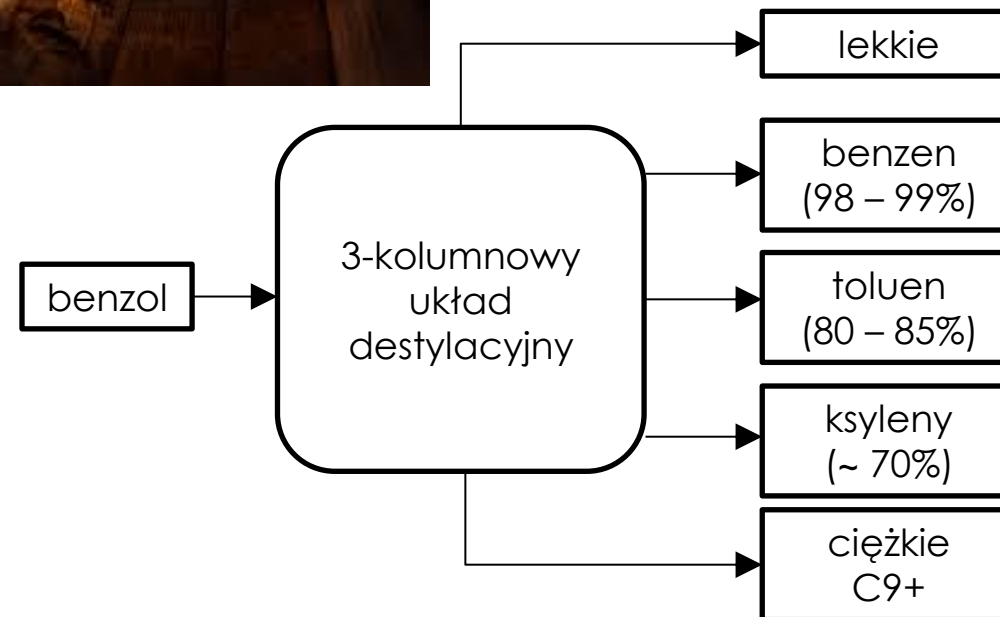 lekkie
benzen
(98 – 99%)
benzol
3-kolumnowy
układ
destylacyjny
toluen
(80 – 85%)
ksyleny
(~ 70%)
ciężkie
C9+